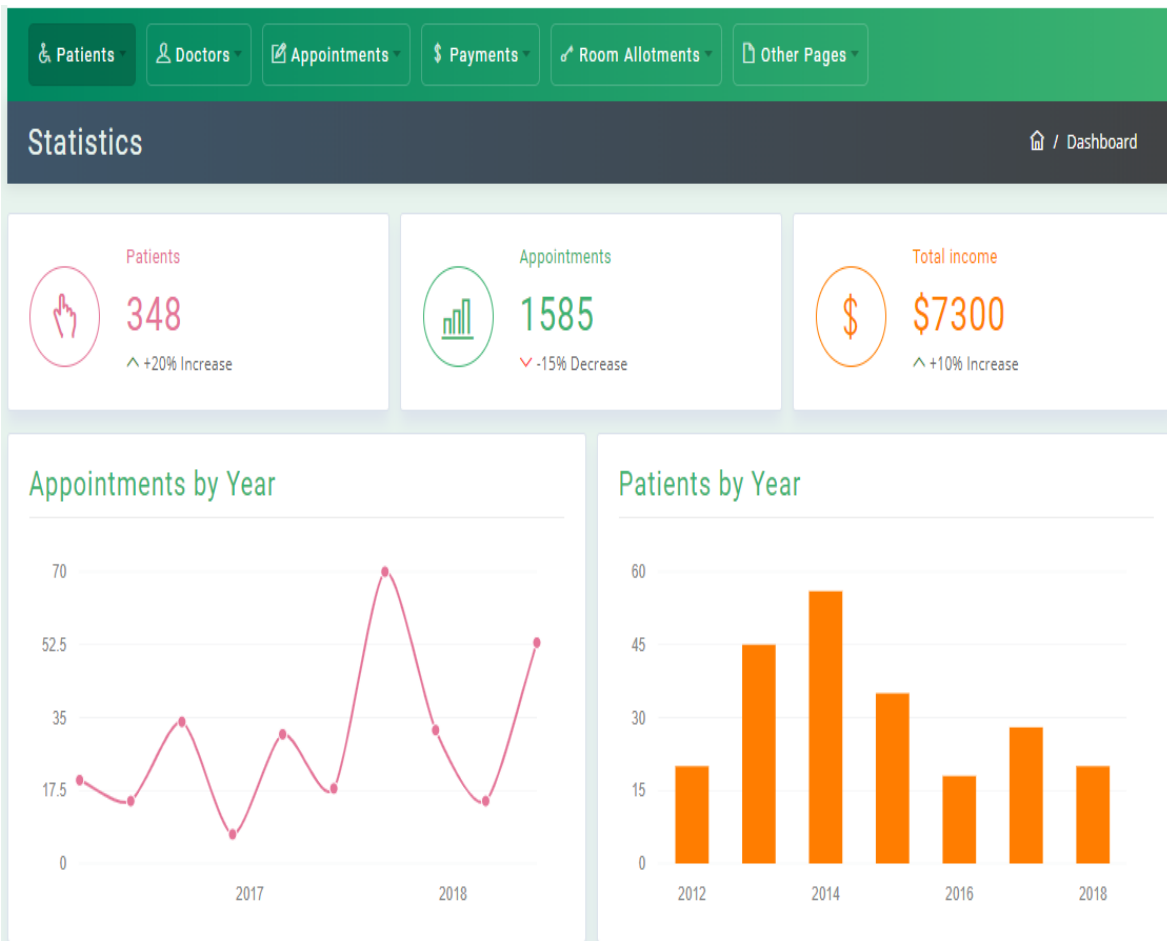 Patients Doctors Appointments $ Payments Room Allotments Other Pages
Statistics
/ Dashboard
Patients
348
+20% Increase
Appointments
1585
-15% Decrease
$
Total income
$7300
+10% Increase
Appointments by Year
70
52.5
35
17.5
0
2017 2018
Patients by Year
60
45
30
15
0
2012 2014 2016 2018